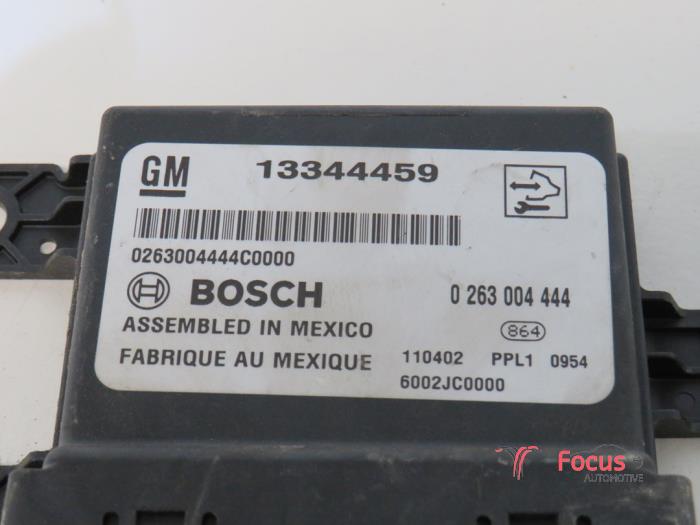 GM 13344459
0263004444C0000
BOSCH 0 263 004 444
ASSEMBLED IN MEXICO 864
FABRIQUE AU MEXIQUE 110402 PPL1 0954
6002JC0000
Focus
AUTOMOTIVE